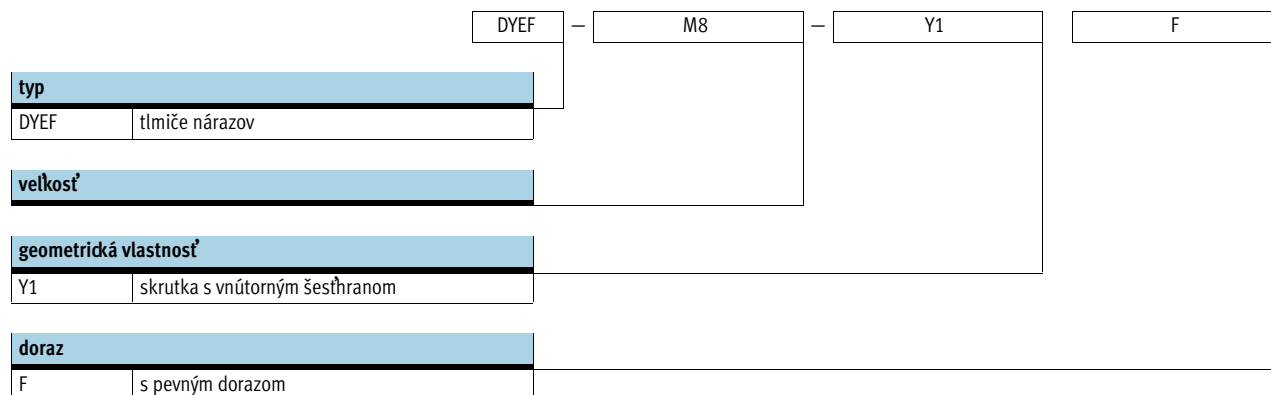 DYEF – M8 – Y1 F
typ
DYEF tlmiče nárazov
veľkosť
geometrická vlastnosť
Y1 skrutka s vnútorným šesťhranom
doraz
F s pevným dorazom